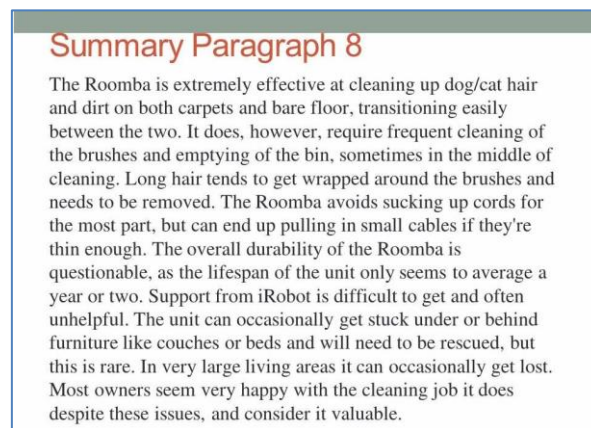 Summary Paragraph 8
The Roomba is extremely effective at cleaning up dog/cat hair
and dirt on both carpets and bare floor, transitioning easily
between the two. It does, however, require frequent cleaning of
the brushes and emptying of the bin, sometimes in the middle of
cleaning. Long hair tends to get wrapped around the brushes and
needs to be removed. The Roomba avoids sucking up cords for
the most part, but can end up pulling in small cables if they're
thin enough. The overall durability of the Roomba is
questionable, as the lifespan of the unit only seems to average a
year or two. Support from iRobot is difficult to get and often
unhelpful. The unit can occasionally get stuck under or behind
furniture like couches or beds and will need to be rescued, but
this is rare. In very large living areas it can occasionally get lost.
Most owners seem very happy with the cleaning job it does
despite these issues, and consider it valuable.